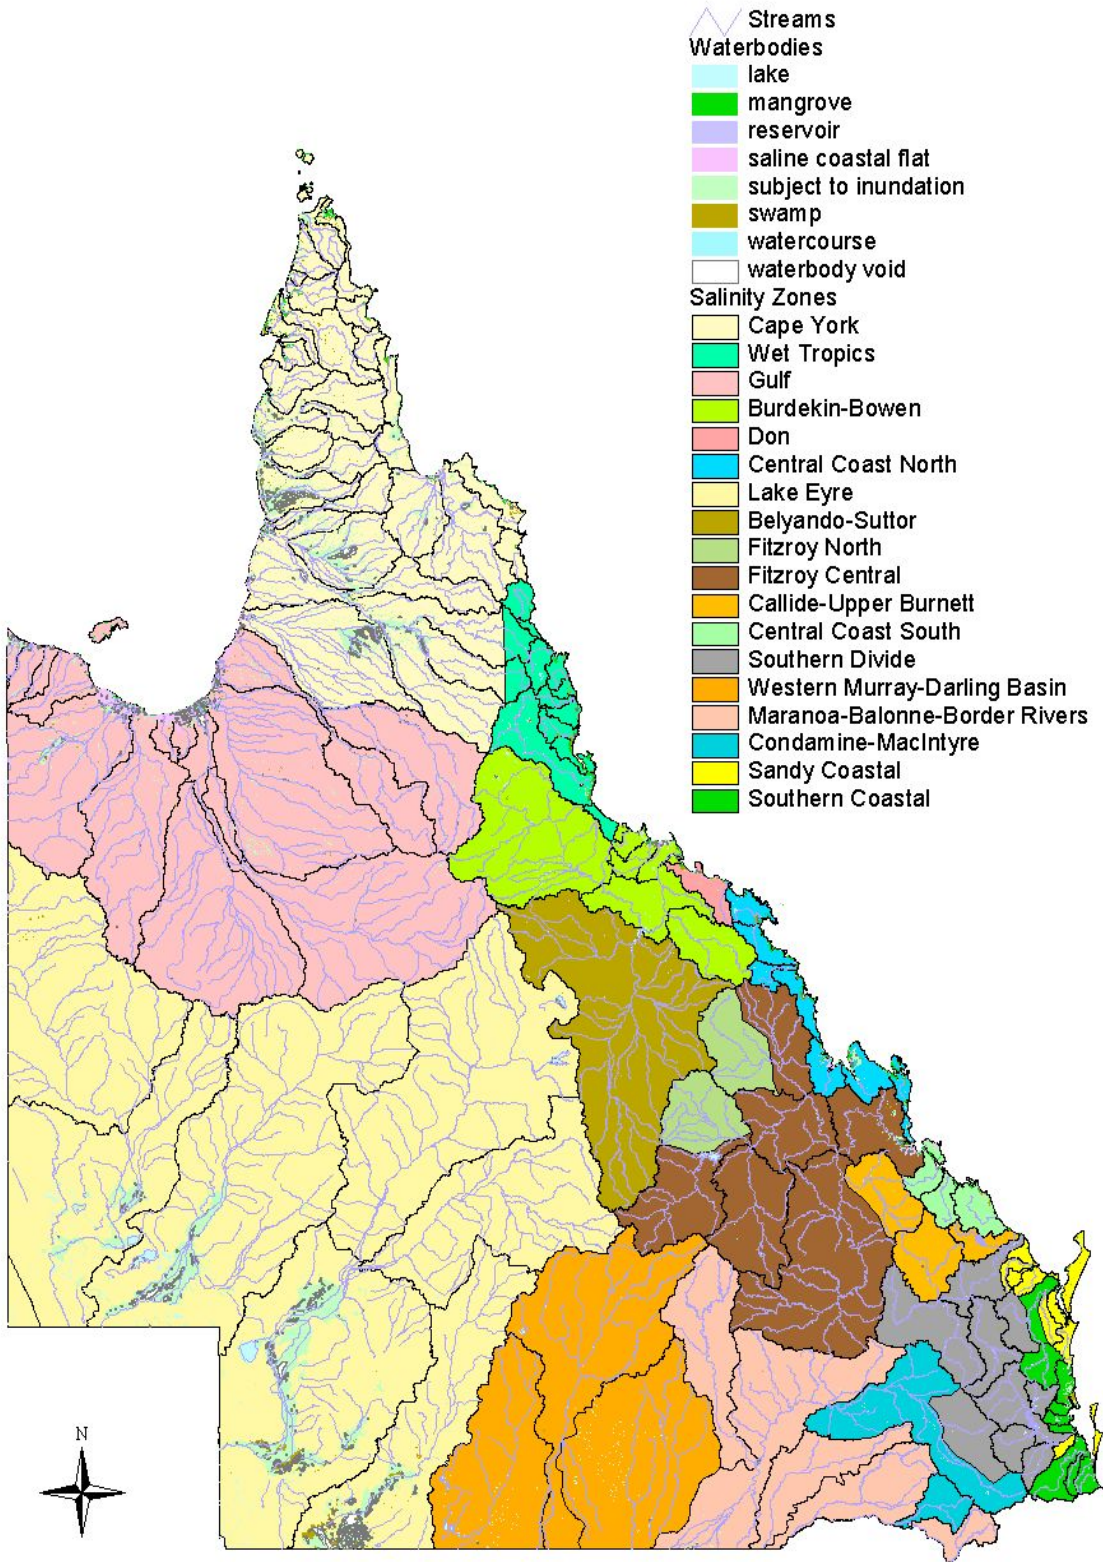 Streams
Waterbodies
lake
mangrove
reservoir
saline coastal flat
subject to inundation
swamp
watercourse
waterbody void
Salinity Zones
Cape York
Wet Tropics
Gulf
Burdekin-Bowen
Don
Central Coast North
Lake Eyre
Belyando-Suttor
Fitzroy North
Fitzroy Central
Callide-Upper Burnett
Central Coast South
Southern Divide
Western Murray-Darling Basin
Maranoa-Balonne-Border Rivers
Condamine-MacIntyre
Sandy Coastal
Southern Coastal
N